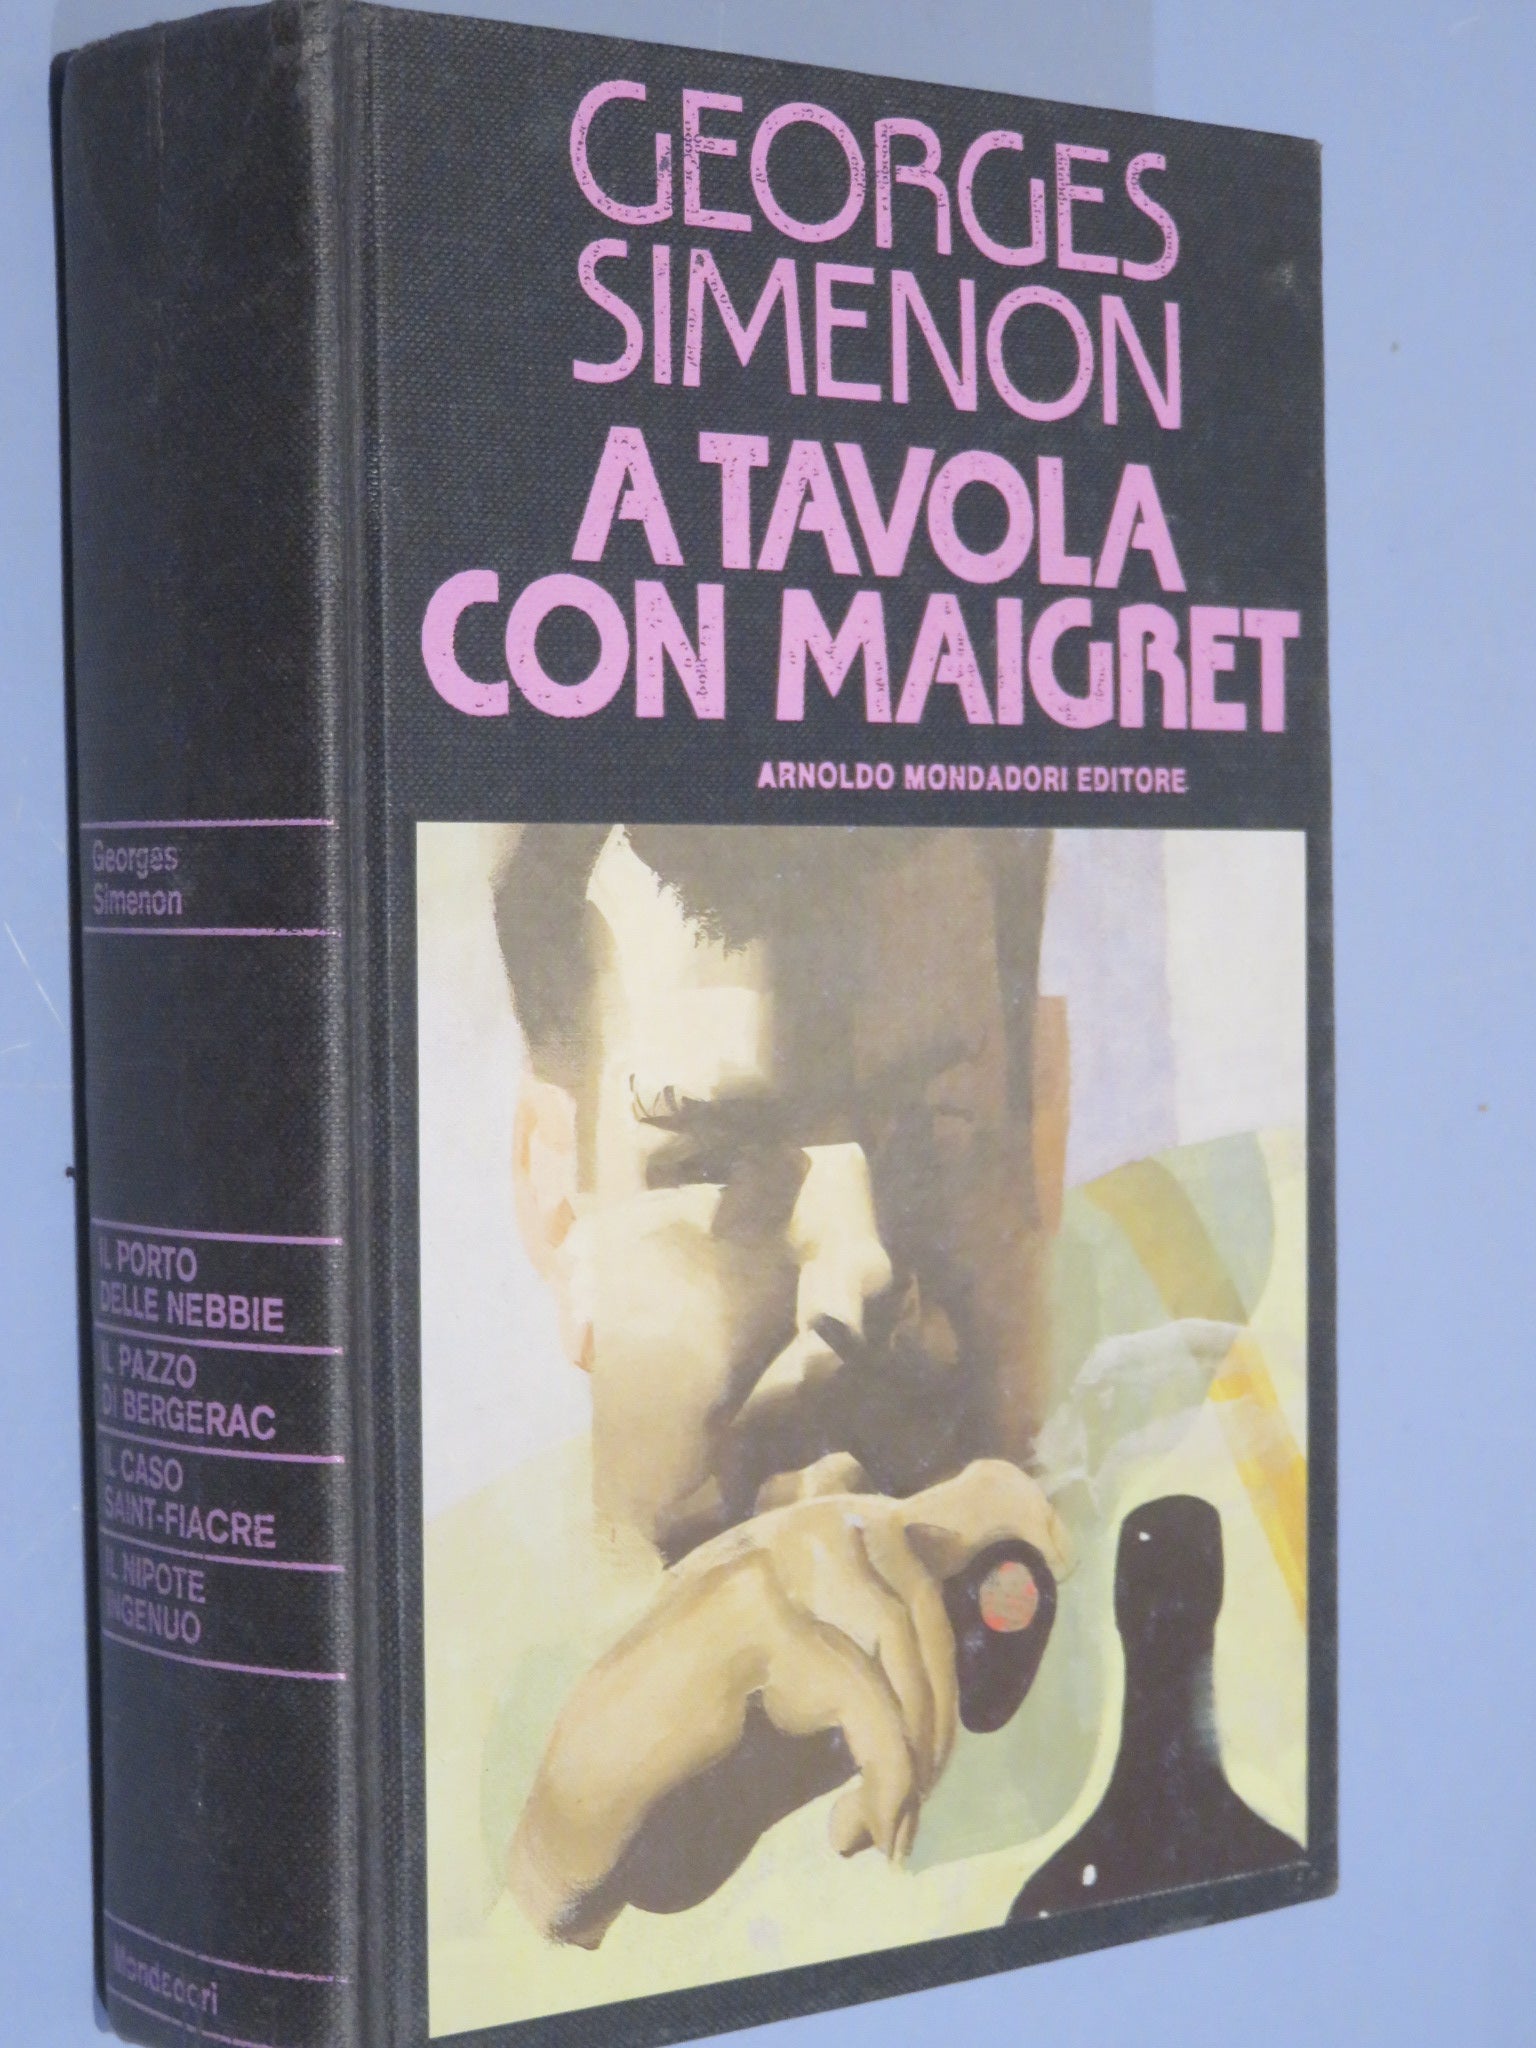 GEORGES
SIMENON
A TAVOLA
CON MAIGRET
ARNOLDO MONDADORI EDITORE
Georges
Simenon
IL PORTO
DELLE NEBBIE
IL PAZZO
DI BERGERAC
IL CASO
SAINT-FIACRE
IL NIPOTE
INGENUO
Mondadori